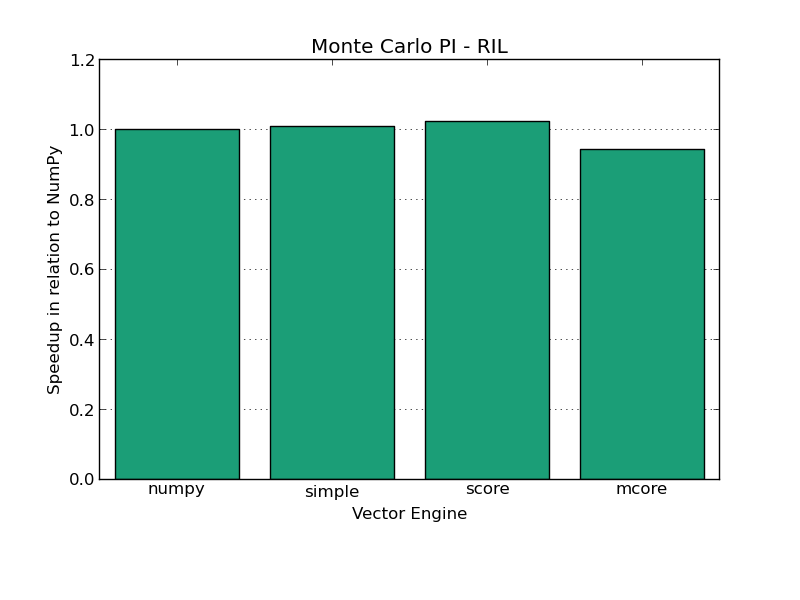 Monte Carlo PI - RIL
1.2
1.0
0.8
0.6
0.4
0.2
0.0
Speedup in relation to NumPy
numpy simple score mcore
Vector Engine